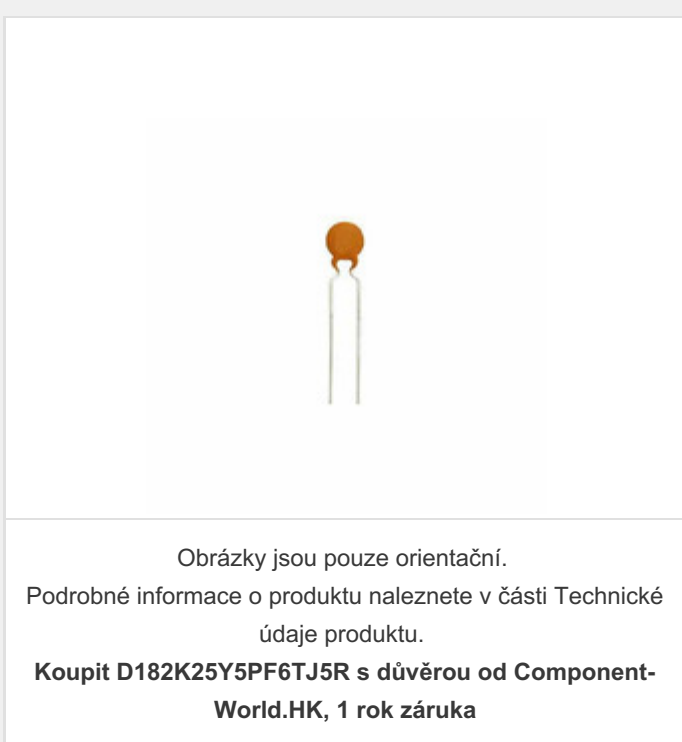 Obrázky jsou pouze orientační.
Podrobné informace o produktu naleznete v části Technické
údaje produktu.
Koupit D182K25Y5PF6TJ5R s důvěrou od Component-
World.HK, 1 rok záruka